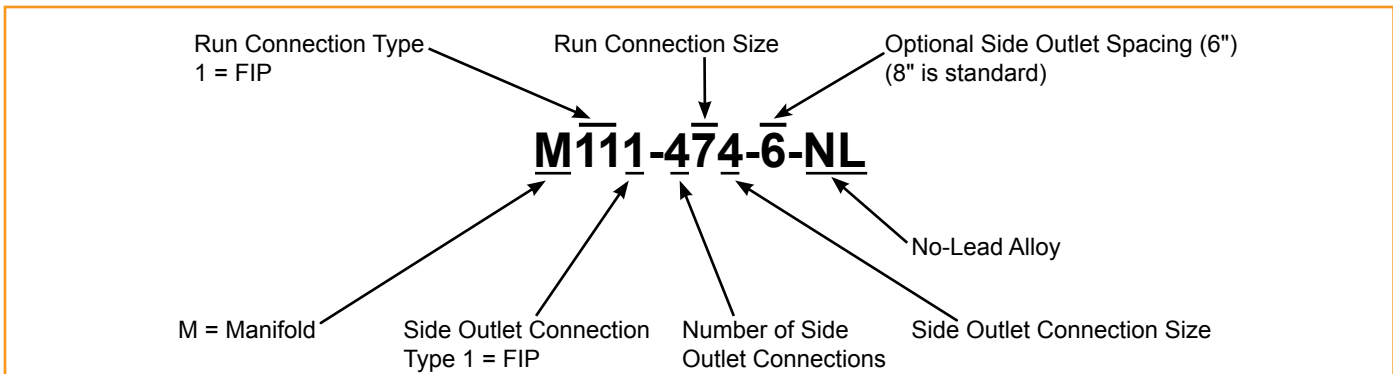 Run Connection Type
1 = FIP
Run Connection Size
Optional Side Outlet Spacing (6")
(8" is standard)
M111-474-6-NL
No-Lead Alloy
M = Manifold
Side Outlet Connection
Type 1 = FIP
Number of Side
Outlet Connections
Side Outlet Connection Size